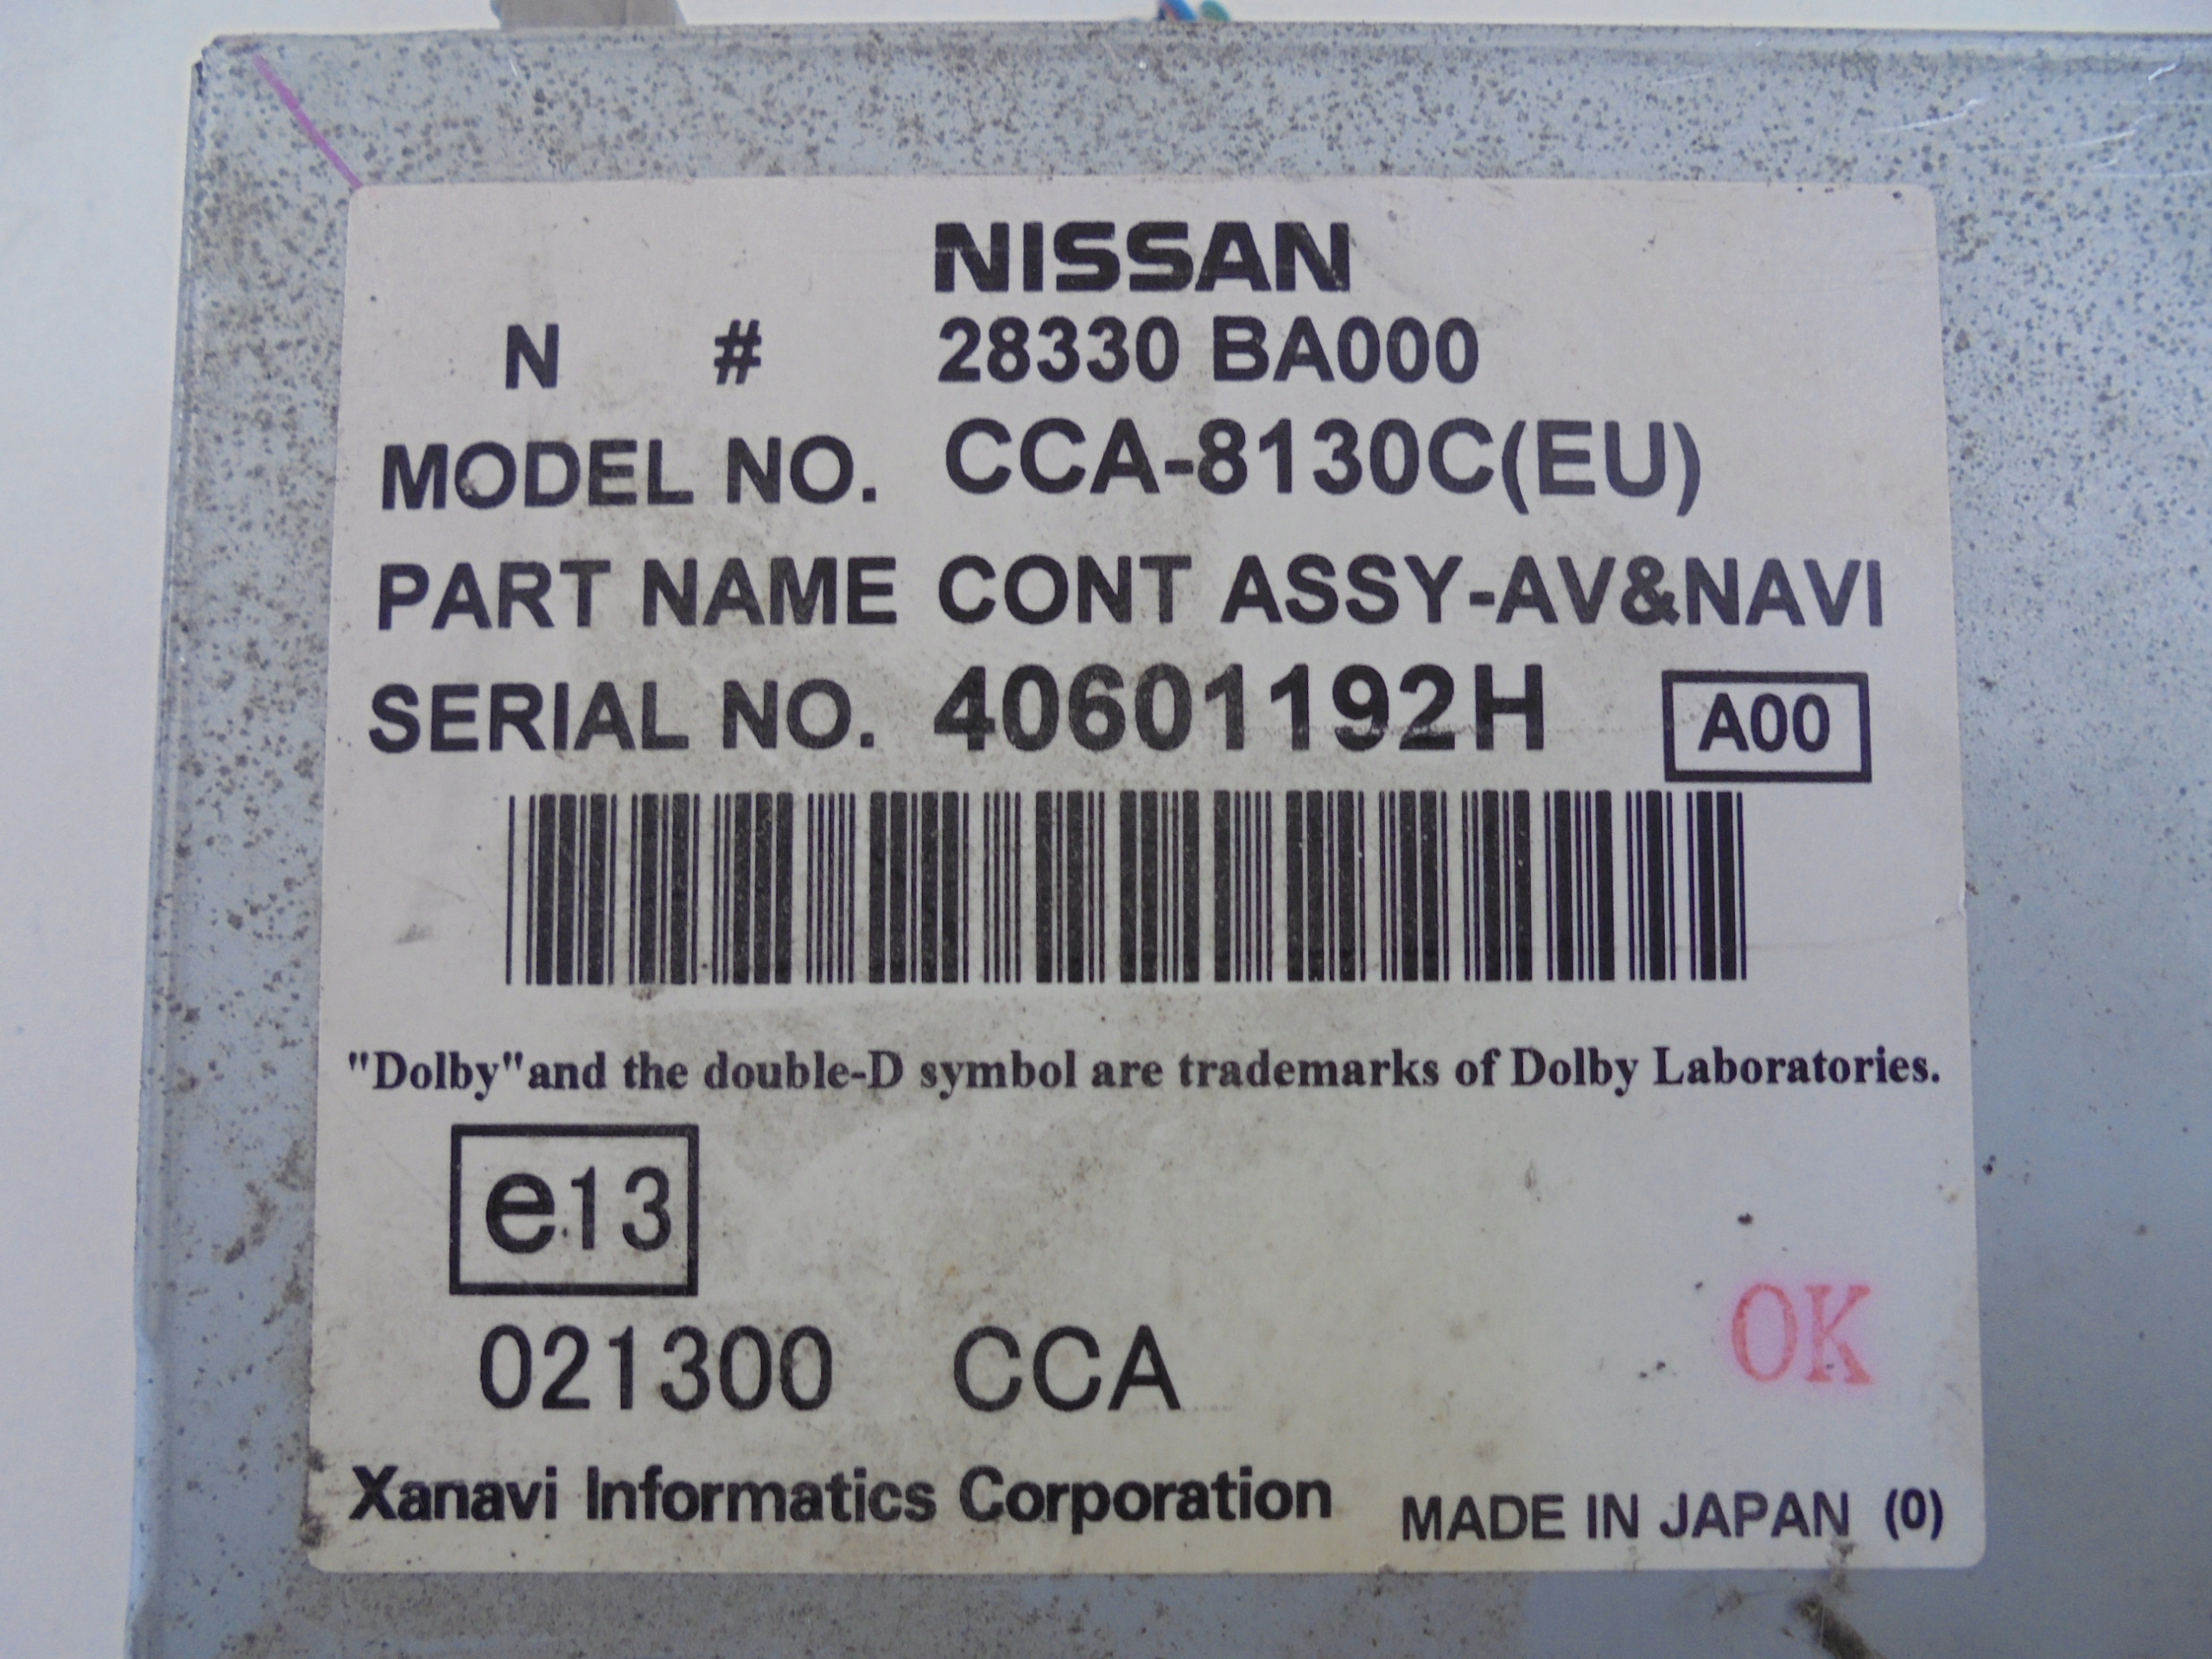 NISSAN
N # 28330 BA000
MODEL NO. CCA-8130C(EU)
PART NAME CONT ASSY-AV&NAVI
SERIAL NO. 40601192H A00
"Dolby"and the double-D symbol are trademarks of Dolby Laboratories.
e13
021300 CCA
OK
Xanavi Informatics Corporation MADE IN JAPAN (0)